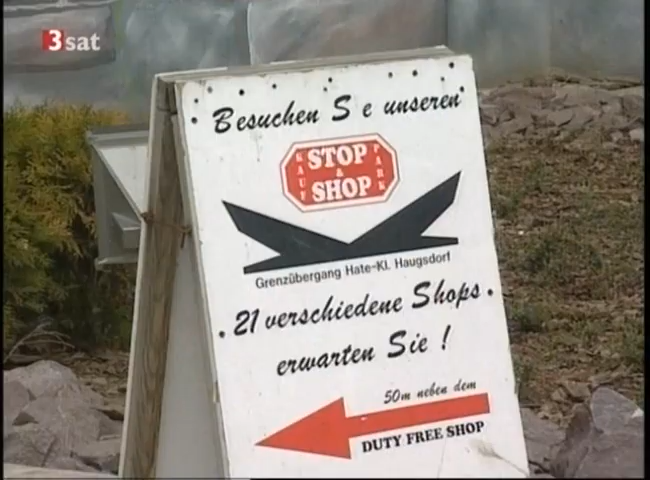 3sat
Besuchen S e unseren
KAUF STOP & SHOP PARK
Grenzübergang Hate-Kl. Haugsdorf
21 verschiedene Shops
erwarten Sie !
50m neben dem
DUTY FREE SHOP